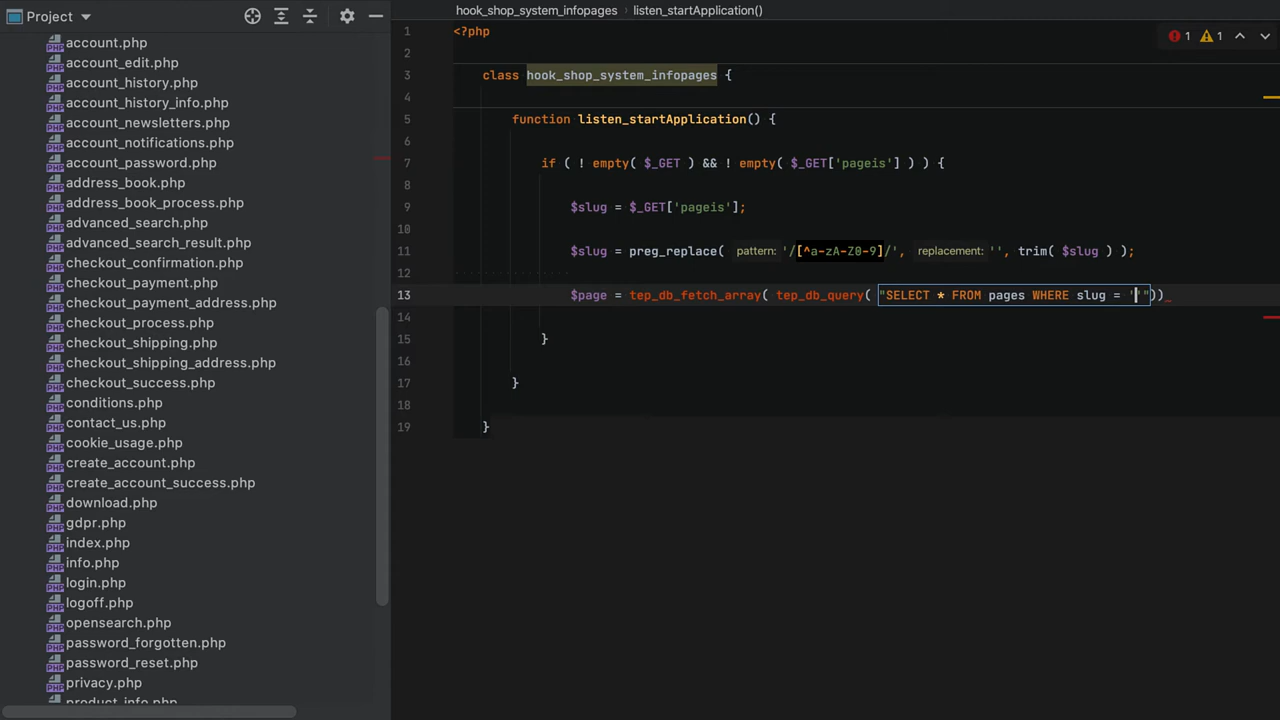 Project
account.php
account_edit.php
account_history.php
account_history_info.php
account_newsletters.php
account_notifications.php
account_password.php
address_book.php
address_book_process.php
advanced_search.php
advanced_search_result.php
checkout_confirmation.php
checkout_payment.php
checkout_payment_address.php
checkout_process.php
checkout_shipping.php
checkout_shipping_address.php
checkout_success.php
conditions.php
contact_us.php
cookie_usage.php
create_account.php
create_account_success.php
download.php
gdpr.php
index.php
info.php
login.php
logoff.php
opensearch.php
password_forgotten.php
password_reset.php
privacy.php
product_info.php
hook_shop_system_infopages › listen_startApplication()
1 1
1 <?php
2
3 class hook_shop_system_infopages {
4
5 function listen_startApplication() {
6
7 if ( ! empty( $_GET ) && ! empty( $_GET['pageis'] ) ) {
8
9 $slug = $_GET['pageis'];
10
11 $slug = preg_replace( pattern: '/[^a-zA-Z0-9]/', replacement: '', trim( $slug ) );
12
13 $page = tep_db_fetch_array( tep_db_query( "SELECT * FROM pages WHERE slug = ''"))
14
15 }
16
17 }
18
19 }